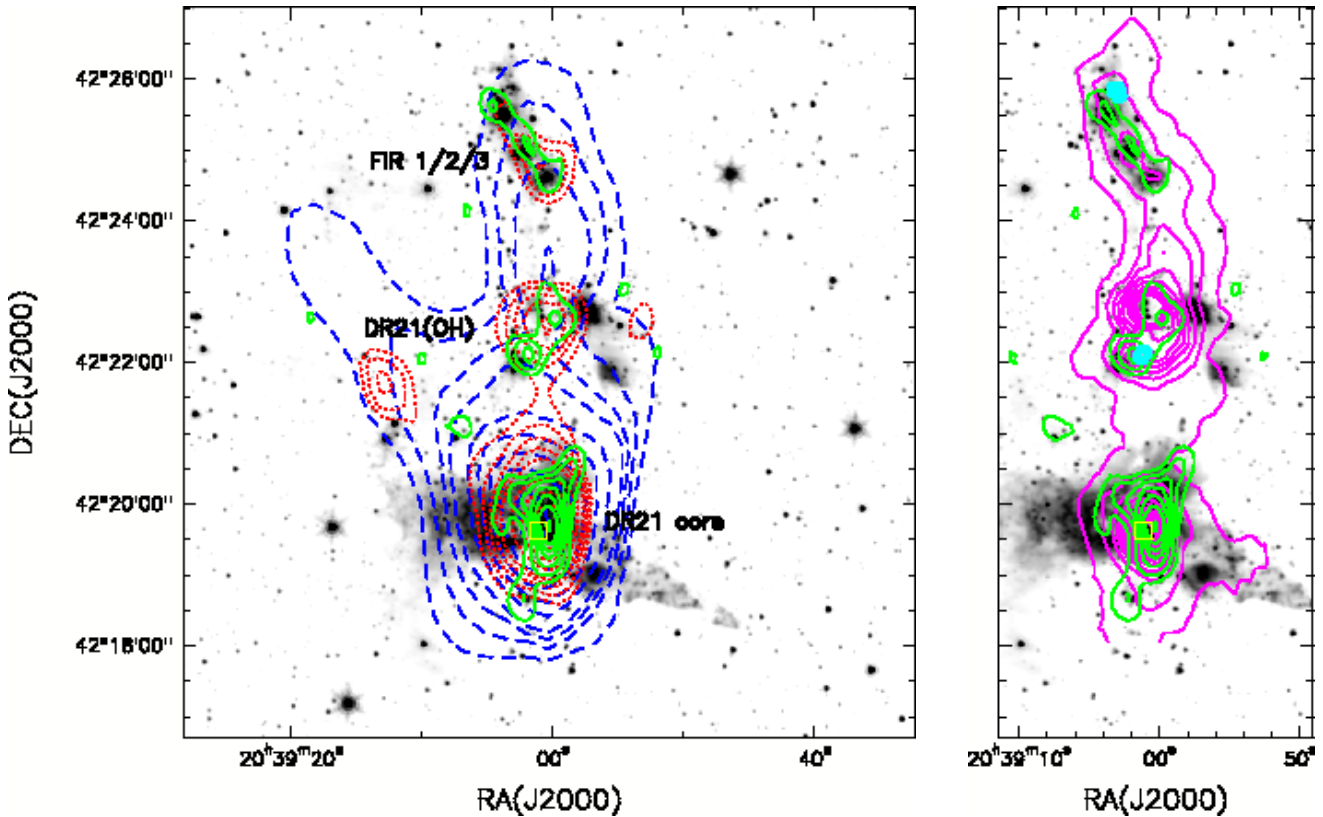 42°26'00"
FIR 1/2/3
42°24'00"
DR21(OH)
42°22'00"
42°20'00"
DR21 core
42°18'00"
DEC(J2000)
20ʰ39ᵐ20ˢ
00ˢ
40ˢ
RA(J2000)
20ʰ39ᵐ10ˢ
00ˢ
50ˢ
RA(J2000)